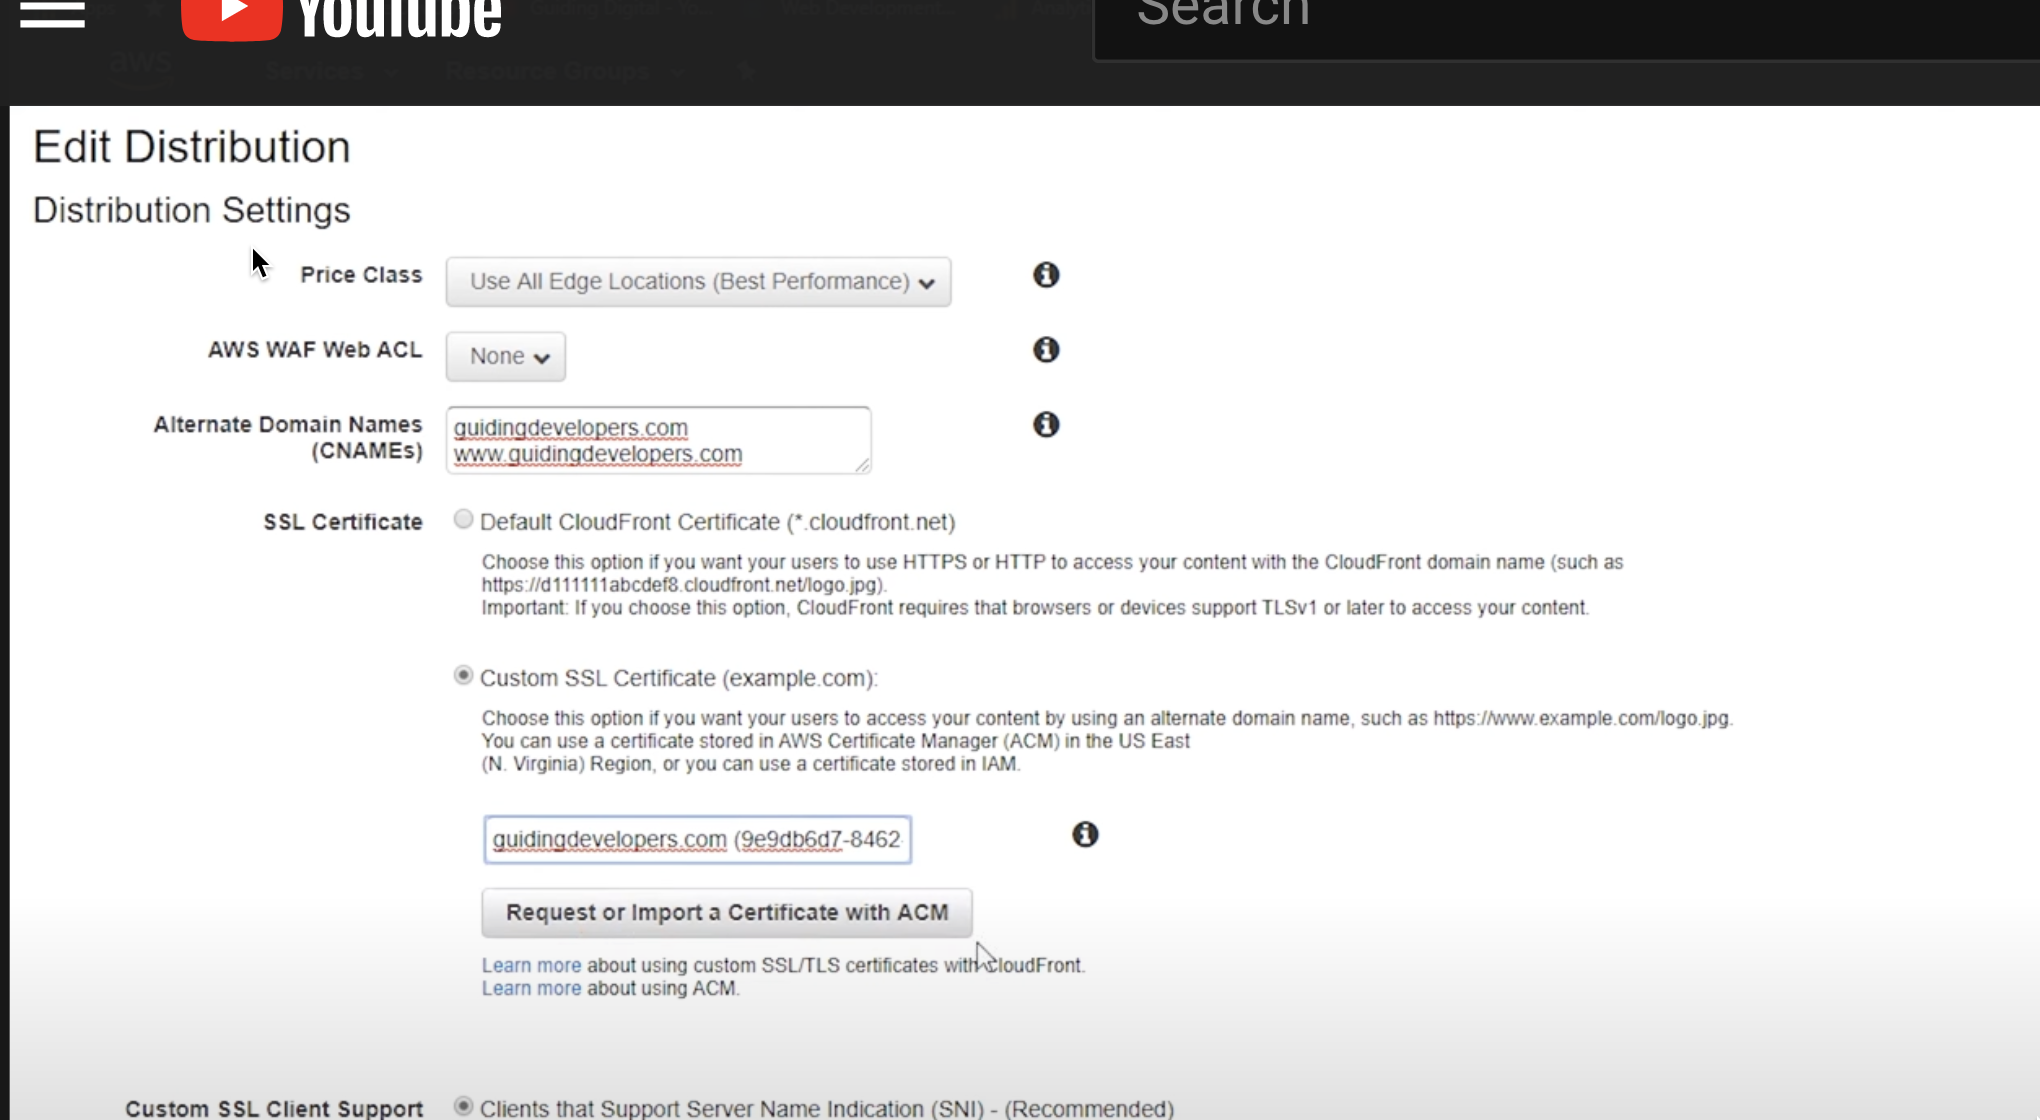 YouTube
Search
aws
Services
Resource Groups
Edit Distribution
Distribution Settings
Price Class
Use All Edge Locations (Best Performance)
AWS WAF Web ACL
None
Alternate Domain Names
(CNAMEs)
guidingdevelopers.com
www.guidingdevelopers.com
SSL Certificate
Default CloudFront Certificate (*.cloudfront.net)
Choose this option if you want your users to use HTTPS or HTTP to access your content with the CloudFront domain name (such as
https://d111111abcdef8.cloudfront.net/logo.jpg).
Important: If you choose this option, CloudFront requires that browsers or devices support TLSv1 or later to access your content.
Custom SSL Certificate (example.com):
Choose this option if you want your users to access your content by using an alternate domain name, such as https://www.example.com/logo.jpg.
You can use a certificate stored in AWS Certificate Manager (ACM) in the US East
(N. Virginia) Region, or you can use a certificate stored in IAM.
guidingdevelopers.com (9e9db6d7-8462
Request or Import a Certificate with ACM
Learn more about using custom SSL/TLS certificates with CloudFront.
Learn more about using ACM.
Custom SSL Client Support
Clients that Support Server Name Indication (SNI) - (Recommended)